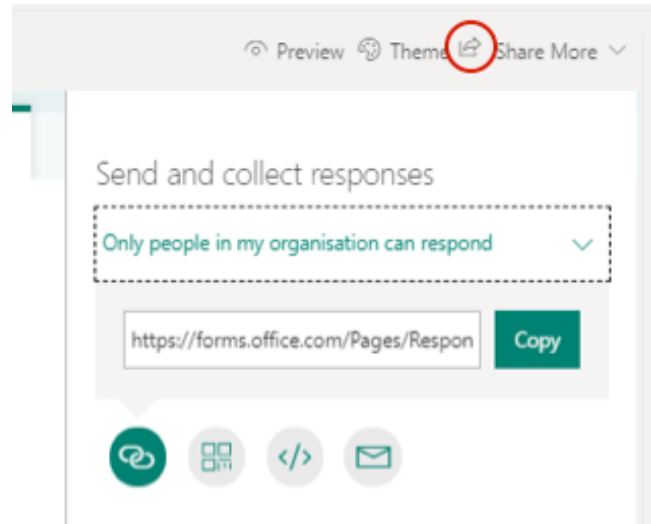 Preview Theme Share More
Send and collect responses
Only people in my organisation can respond
https://forms.office.com/Pages/Respon Copy